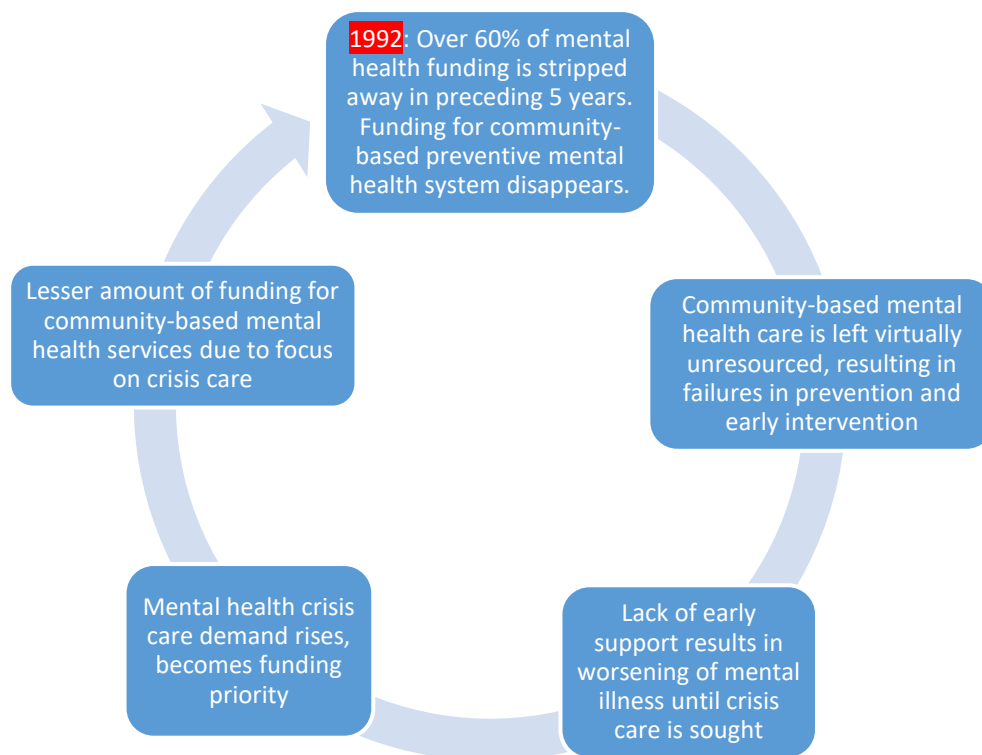 1992: Over 60% of mental
health funding is stripped
away in preceding 5 years.
Funding for community-
based preventive mental
health system disappears.
Community-based mental
health care is left virtually
unresourced, resulting in
failures in prevention and
early intervention
Lack of early
support results in
worsening of mental
illness until crisis
care is sought
Mental health crisis
care demand rises,
becomes funding
priority
Lesser amount of funding for
community-based mental
health services due to focus
on crisis care